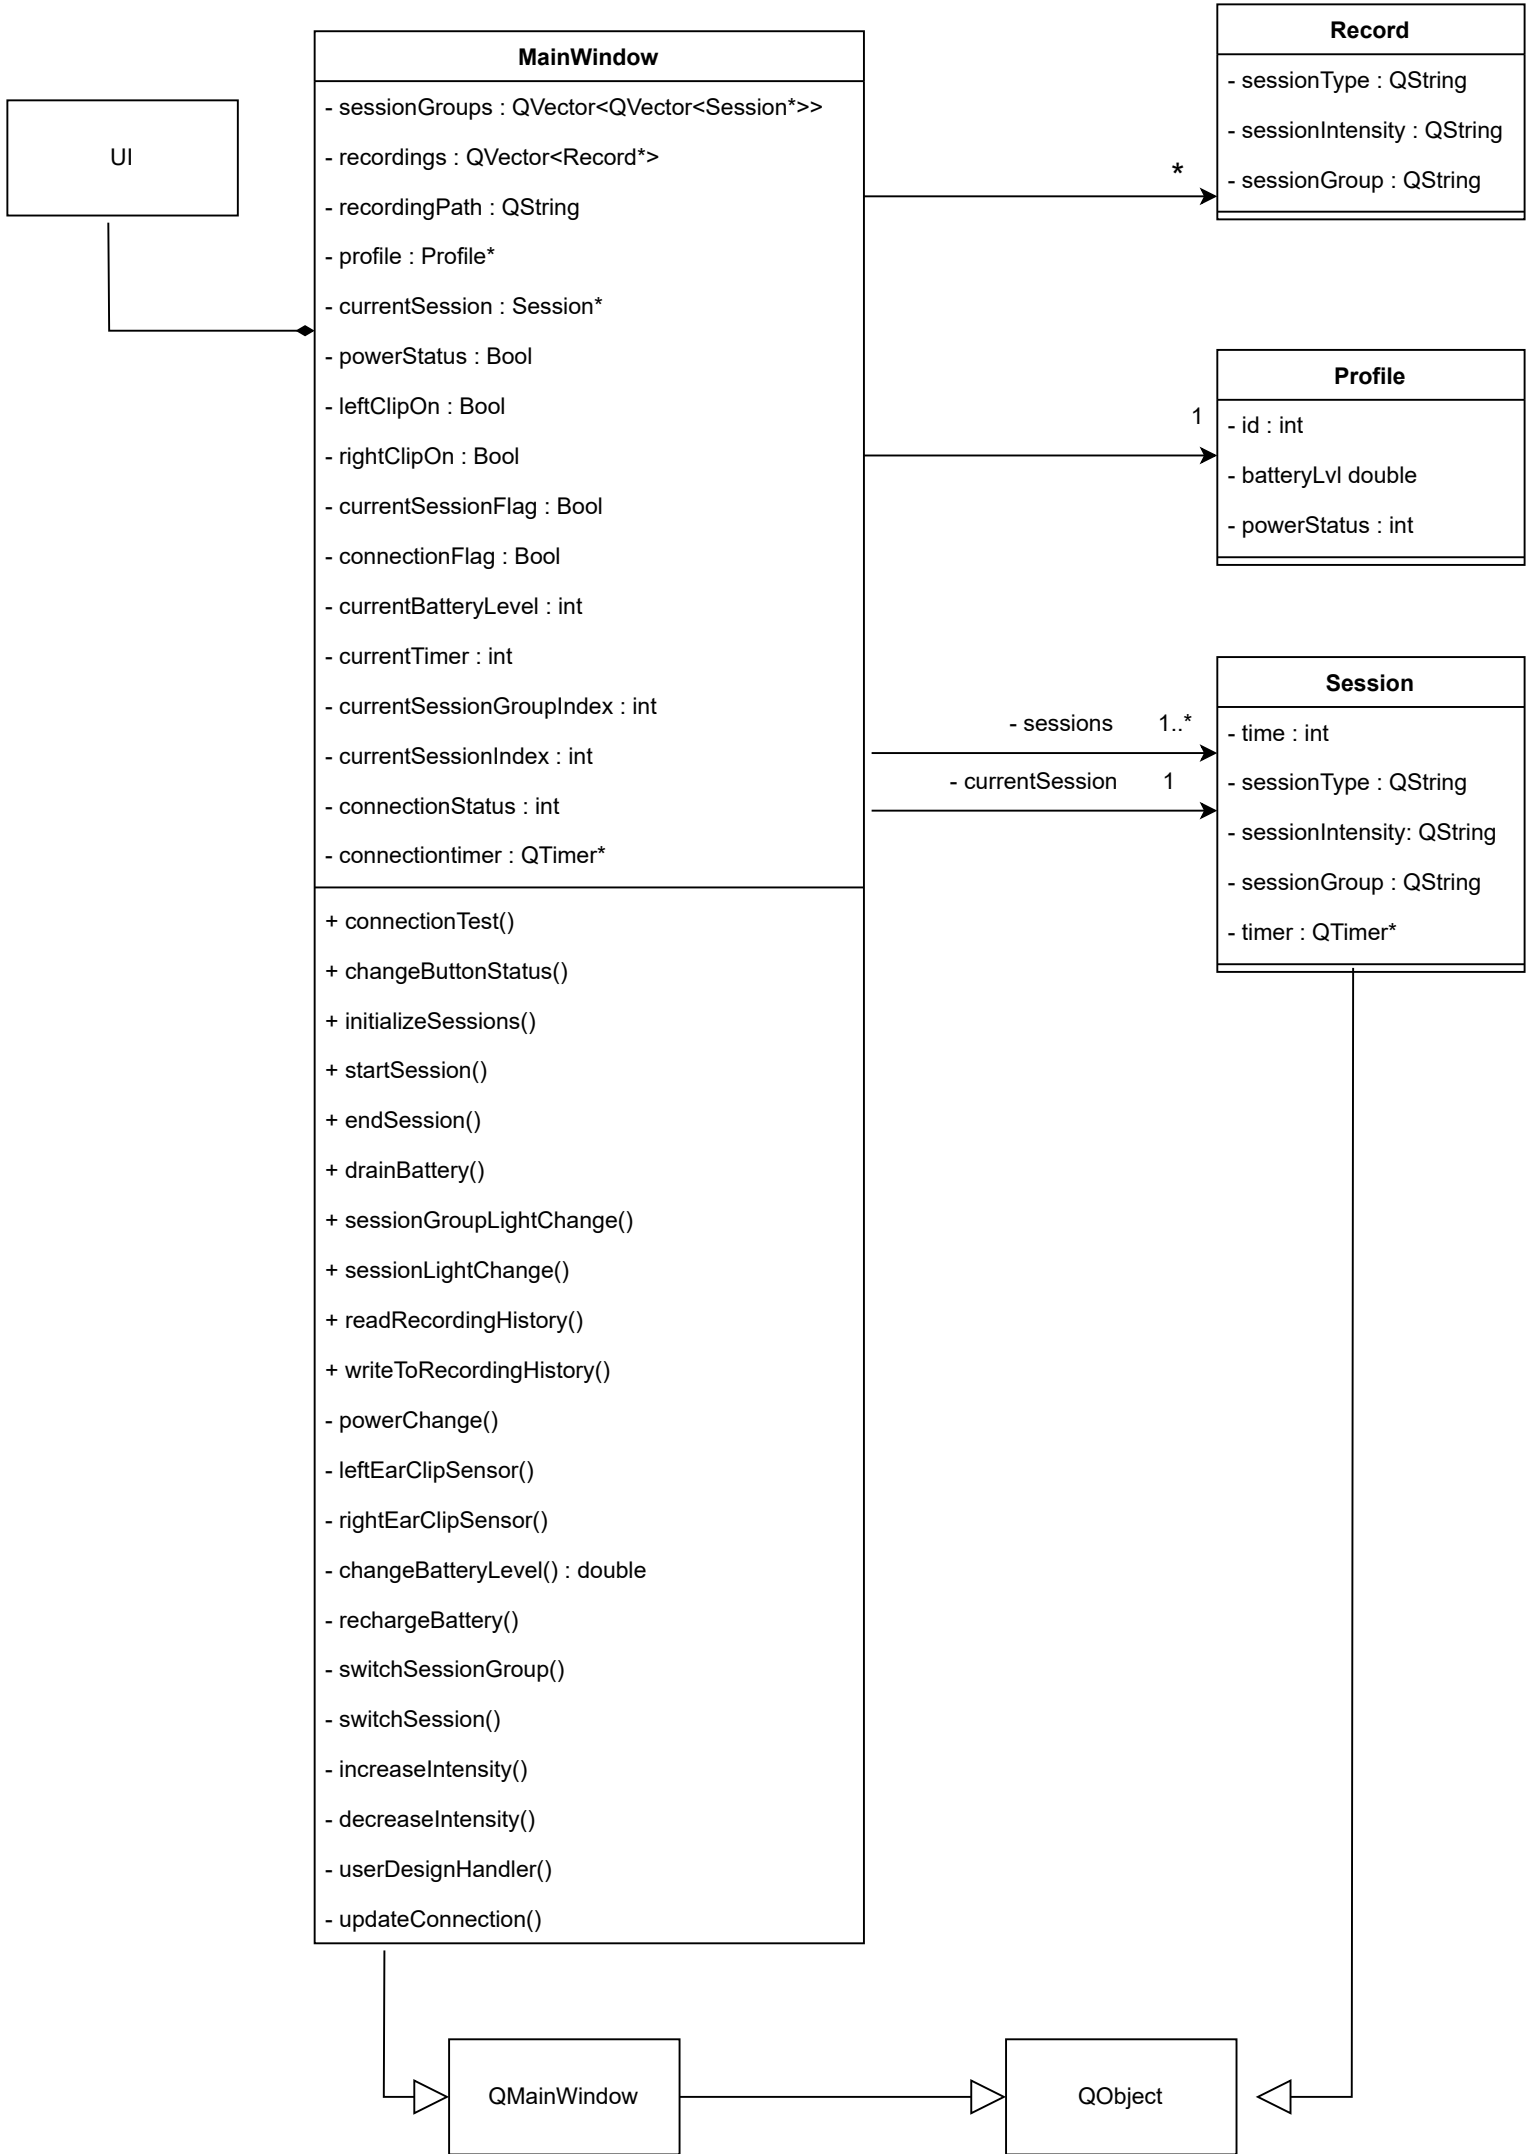 UI
MainWindow
- sessionGroups : QVector<QVector<Session*>>
- recordings : QVector<Record*>
- recordingPath : QString
- profile : Profile*
- currentSession : Session*
- powerStatus : Bool
- leftClipOn : Bool
- rightClipOn : Bool
- currentSessionFlag : Bool
- connectionFlag : Bool
- currentBatteryLevel : int
- currentTimer : int
- currentSessionGroupIndex : int
- currentSessionIndex : int
- connectionStatus : int
- connectiontimer : QTimer*
+ connectionTest()
+ changeButtonStatus()
+ initializeSessions()
+ startSession()
+ endSession()
+ drainBattery()
+ sessionGroupLightChange()
+ sessionLightChange()
+ readRecordingHistory()
+ writeToRecordingHistory()
- powerChange()
- leftEarClipSensor()
- rightEarClipSensor()
- changeBatteryLevel() : double
- rechargeBattery()
- switchSessionGroup()
- switchSession()
- increaseIntensity()
- decreaseIntensity()
- userDesignHandler()
- updateConnection()
*
Record
- sessionType : QString
- sessionIntensity : QString
- sessionGroup : QString
1
Profile
- id : int
- batteryLvl double
- powerStatus : int
- sessions 1..*
- currentSession 1
Session
- time : int
- sessionType : QString
- sessionIntensity: QString
- sessionGroup : QString
- timer : QTimer*
QMainWindow
QObject